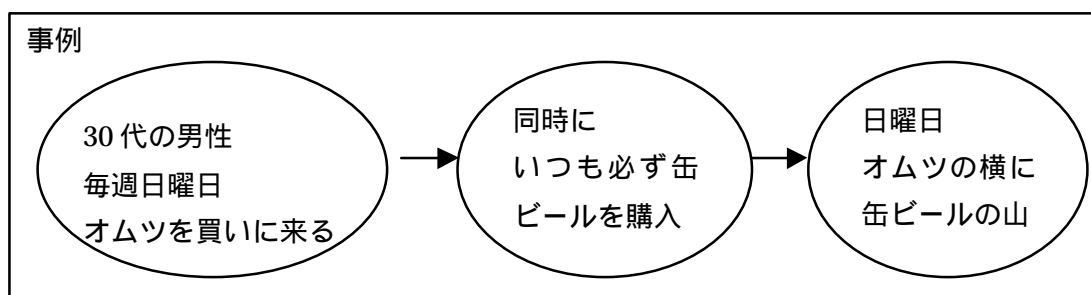 事例
30 代の男性
毎週日曜日
オムツを買いに来る
同時に
いつも必ず缶
ビールを購入
日曜日
オムツの横に
缶ビールの山